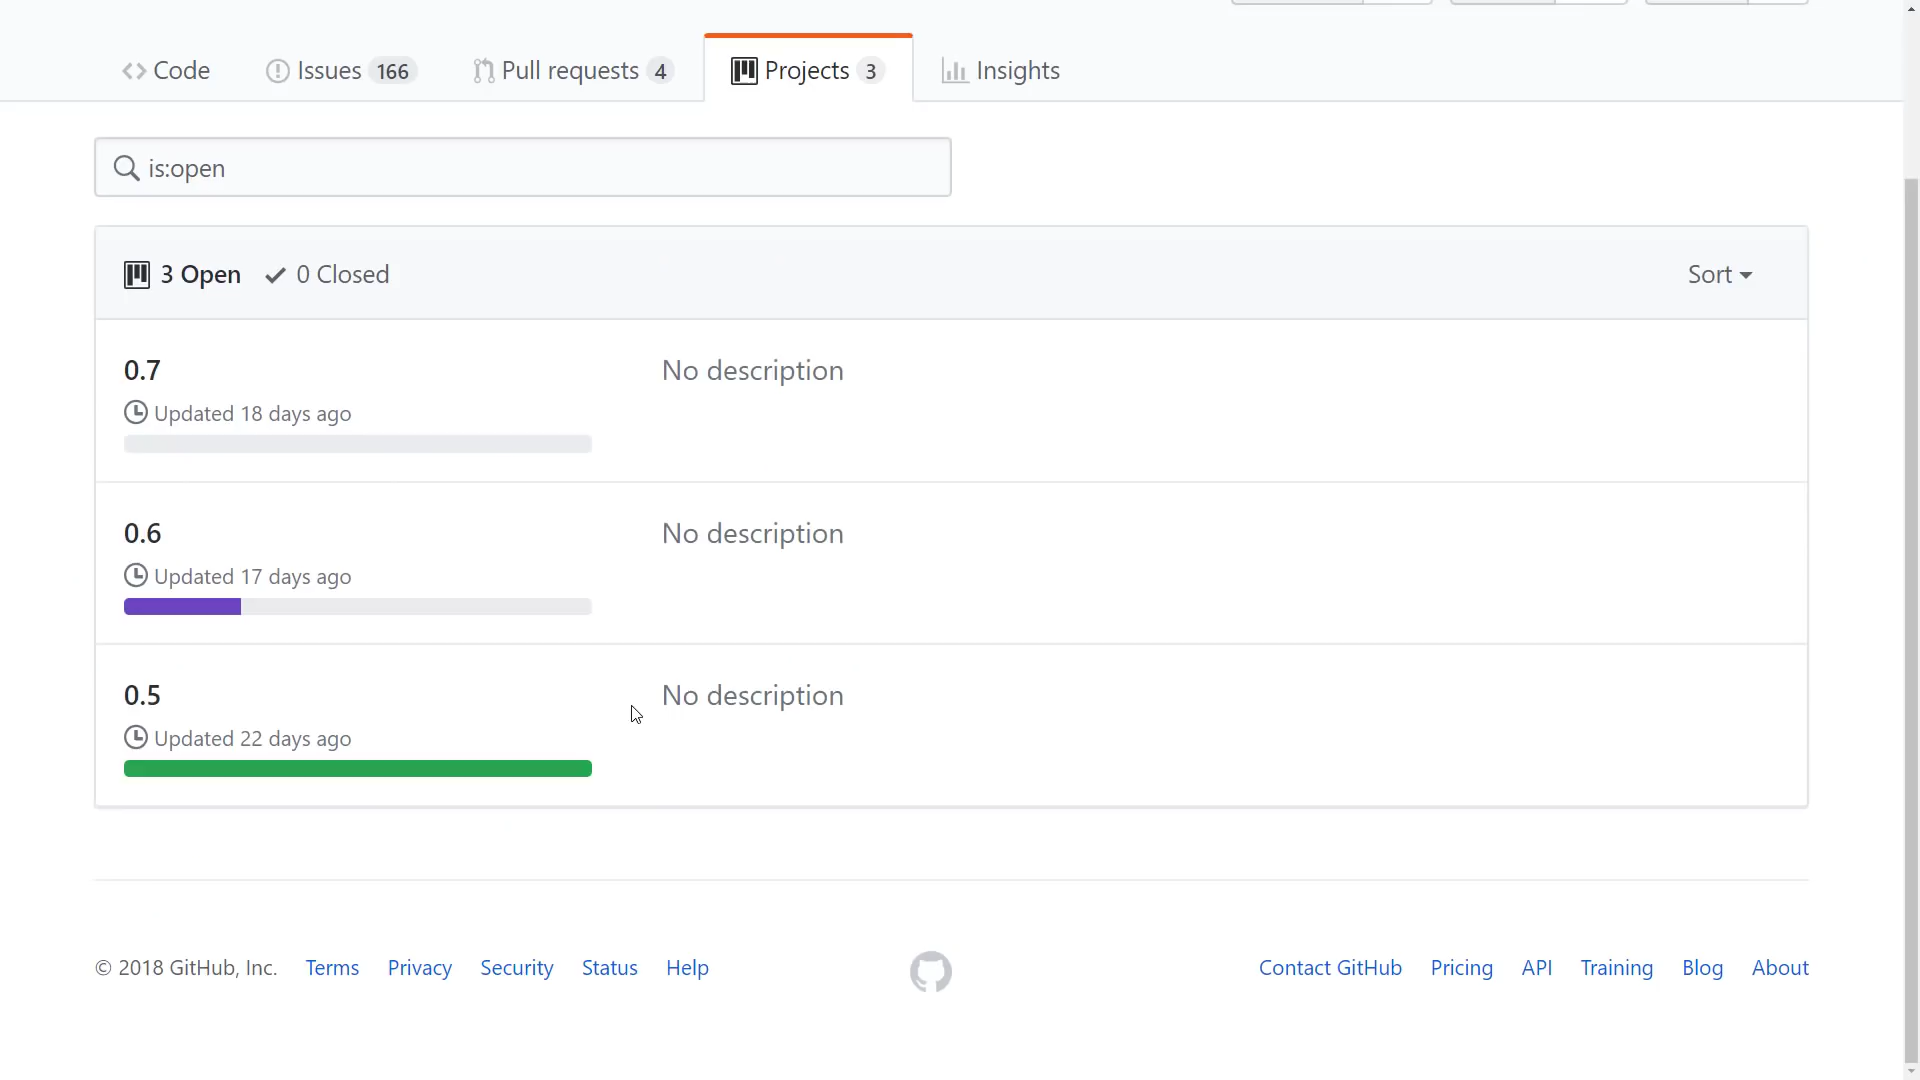 Code Issues 166 Pull requests 4 Projects 3 Insights
is:open
3 Open 0 Closed Sort
0.7 No description
Updated 18 days ago
0.6 No description
Updated 17 days ago
0.5 No description
Updated 22 days ago
© 2018 GitHub, Inc. Terms Privacy Security Status Help Contact GitHub Pricing API Training Blog About